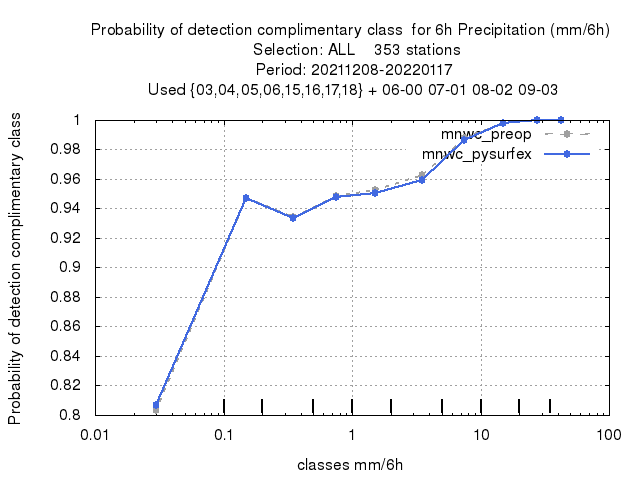 Probability of detection complimentary class  for 6h Precipitation (mm/6h)
Selection: ALL    353 stations
Period: 20211208-20220117
Used {03,04,05,06,15,16,17,18} + 06-00 07-01 08-02 09-03
Probability of detection complimentary class
1
0.98
0.96
0.94
0.92
0.9
0.88
0.86
0.84
0.82
0.8
mnwc_preop
mnwc_pysurfex
0.01
0.1
1
10
100
classes mm/6h